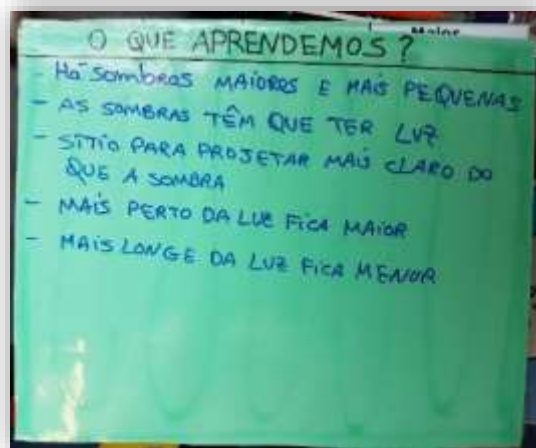 Maior
O QUE APRENDEMOS?
- Há sombras MAIORES E MAIS PEQUENAS
- AS SOMBRAS TÊM QUE TER LUZ
- SÍTIO PARA PROJETAR MAIS CLARO DO
QUE A SOMBRA
- MAIS PERTO DA LUZ FICA MAIOR
- MAIS LONGE DA LUZ FICA MENOR